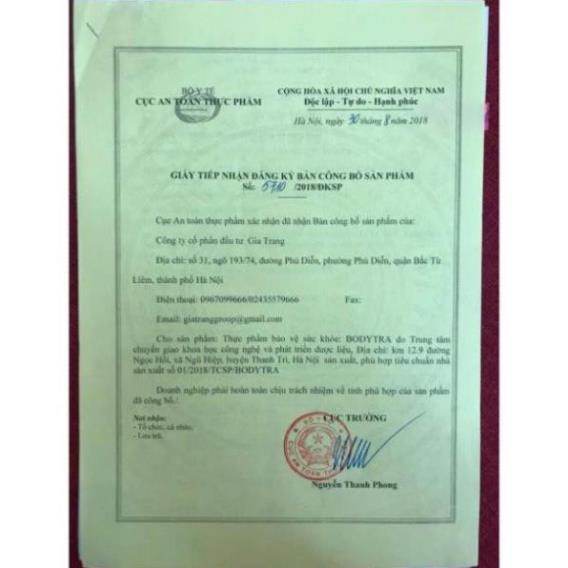 BỘ Y TẾ
CỤC AN TOÀN THỰC PHẨM
CỘNG HÒA XÃ HỘI CHỦ NGHĨA VIỆT NAM
Độc lập - Tự do - Hạnh phúc
Hà Nội, ngày 30 tháng 8 năm 2018
GIẤY TIẾP NHẬN ĐĂNG KÝ BẢN CÔNG BỐ SẢN PHẨM
Số: 5710 /2018/ĐKSP
Cục An toàn thực phẩm xác nhận đã nhận Bản công bố sản phẩm của:
Công ty cổ phần đầu tư Gia Trang
Địa chỉ: số 31, ngõ 193/74, đường Phú Diễn, phường Phú Diễn, quận Bắc Từ
Liêm, thành phố Hà Nội
Điện thoại: 0967099666/02435579666 Fax:
Email: giatranggroop@gmail.com
Cho sản phẩm: Thực phẩm bảo vệ sức khỏe: BODYTRA do Trung tâm
chuyển giao khoa học công nghệ và phát triển dược liệu, Địa chỉ: km 12.9 đường
Ngọc Hồi, xã Ngũ Hiệp, huyện Thanh Trì, Hà Nội sản xuất, phù hợp tiêu chuẩn nhà
sản xuất số 01/2018/TCSP/BODYTRA
Doanh nghiệp phải hoàn toàn chịu trách nhiệm về tính phù hợp của sản phẩm
đã công bố./.
Nơi nhận:
- Tổ chức, cá nhân;
- Lưu trữ.
CỤC TRƯỞNG
BỘ Y TẾ
CỤC AN TOÀN
Nguyễn Thanh Phong